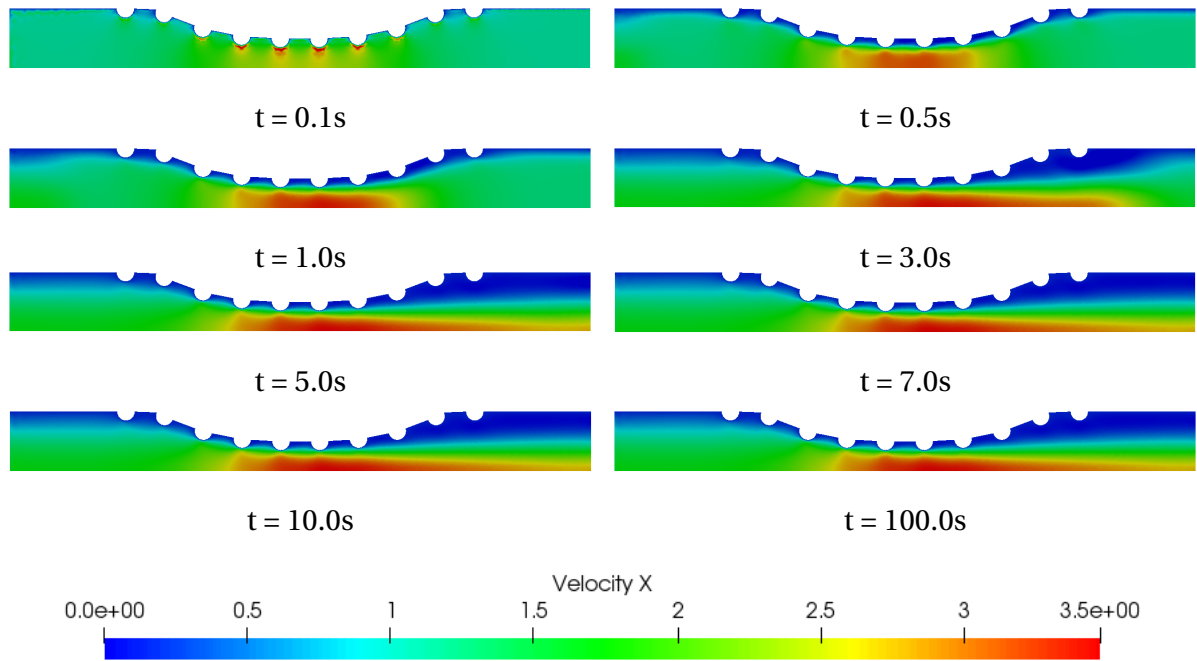 t = 0.1s
t = 0.5s
t = 1.0s
t = 3.0s
t = 5.0s
t = 7.0s
t = 10.0s
t = 100.0s
Velocity X
0.0e+00 0.5 1 1.5 2 2.5 3 3.5e+00